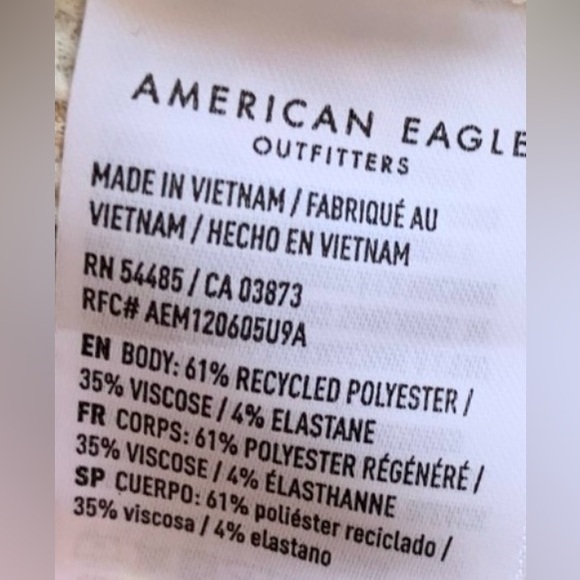 AMERICAN EAGLE
OUTFITTERS
MADE IN VIETNAM / FABRIQUÉ AU
VIETNAM / HECHO EN VIETNAM
RN 54485 / CA 03873
RFC# AEM120605U9A
EN BODY: 61% RECYCLED POLYESTER /
35% VISCOSE / 4% ELASTANE
FR CORPS: 61% POLYESTER RÉGÉNÉRÉ /
35% VISCOSE / 4% ÉLASTHANNE
SP CUERPO: 61% poliéster reciclado /
35% viscosa / 4% elastano